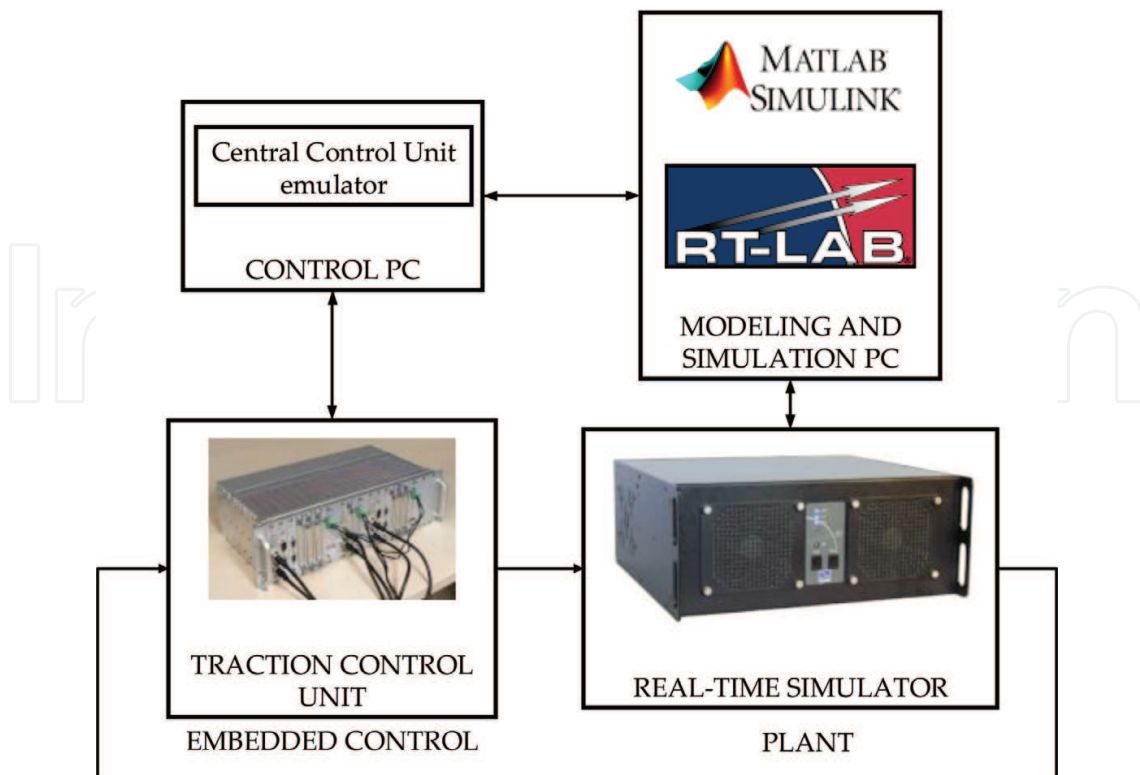 MATLAB
SIMULINK
Central Control Unit
emulator
CONTROL PC
RT-LAB
MODELING AND
SIMULATION PC
TRACTION CONTROL
UNIT
EMBEDDED CONTROL
REAL-TIME SIMULATOR
PLANT